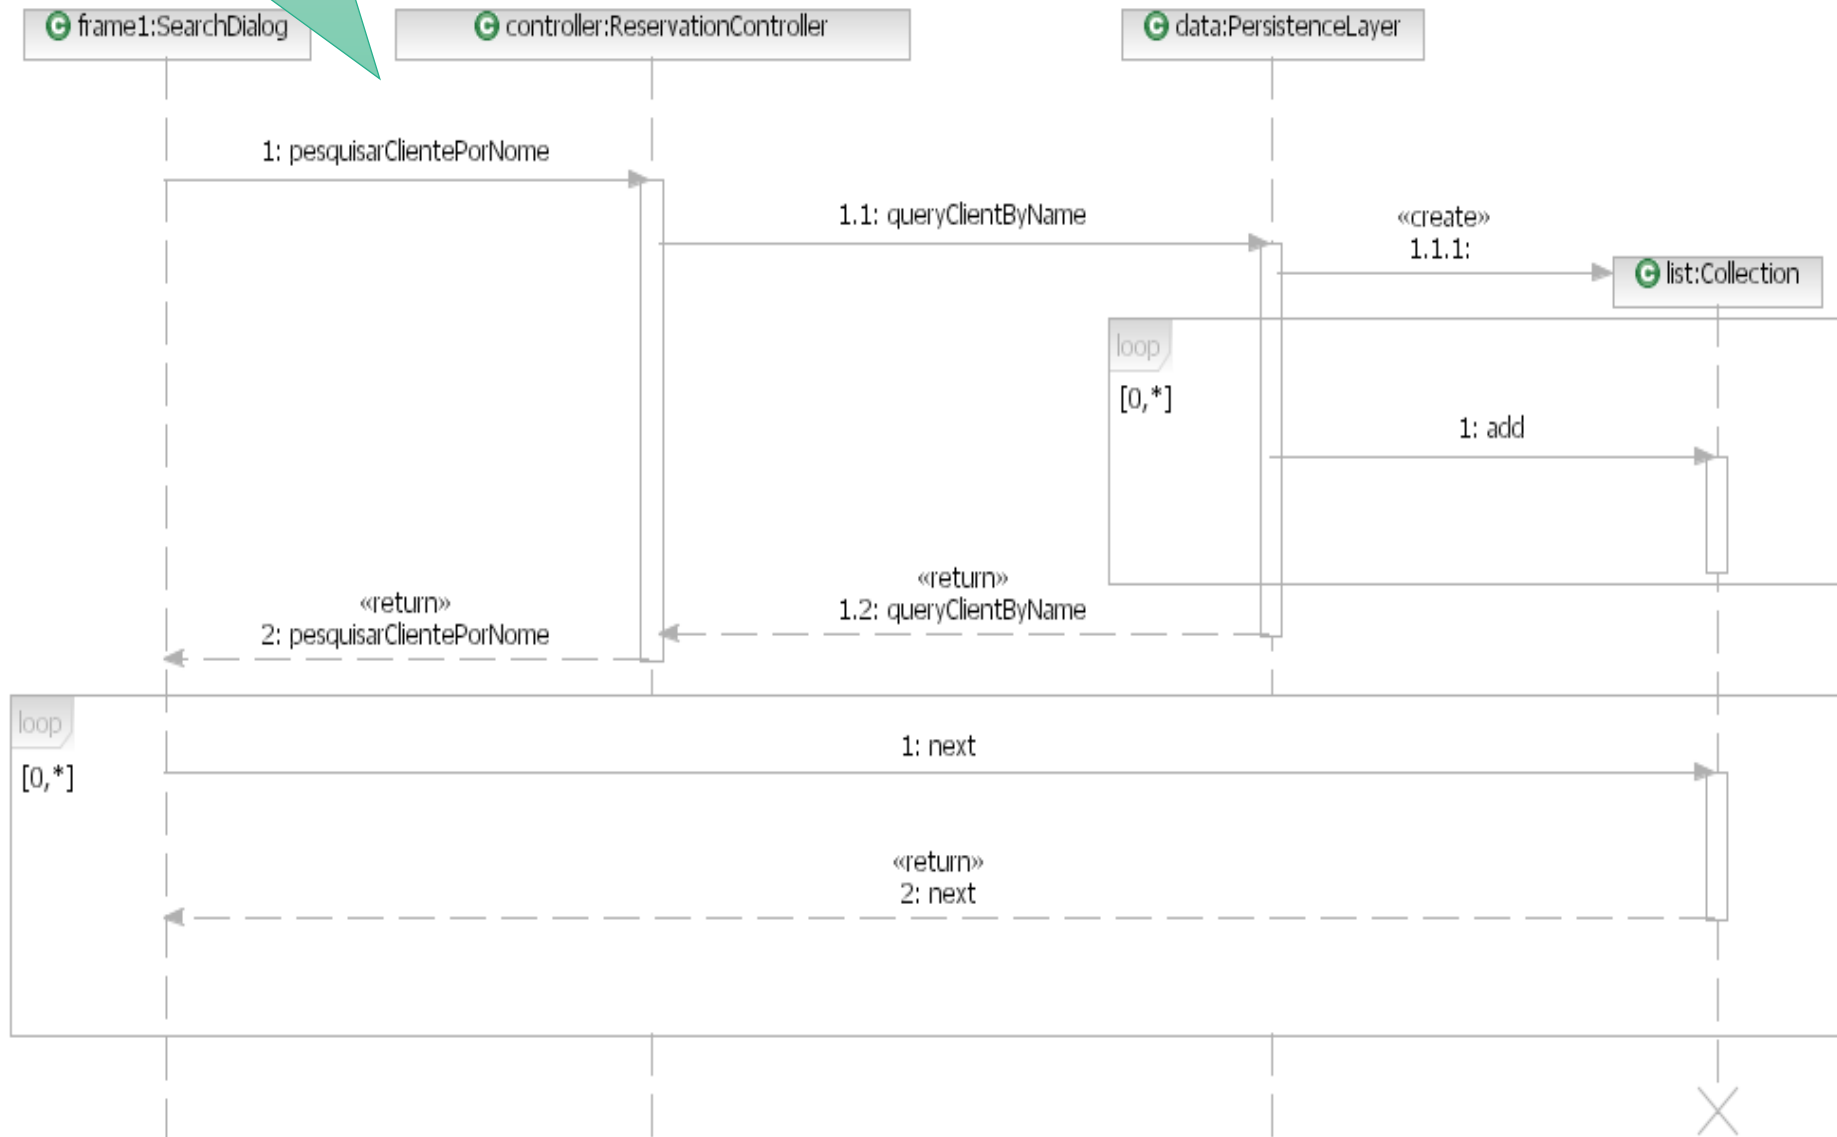 C frame1:SearchDialog
C controller:ReservationController
C data:PersistenceLayer
1: pesquisarClientePorNome
1.1: queryClientByName
«create»
1.1.1:
C list:Collection
loop
[0,*]
1: add
«return»
1.2: queryClientByName
«return»
2: pesquisarClientePorNome
loop
[0,*]
1: next
«return»
2: next